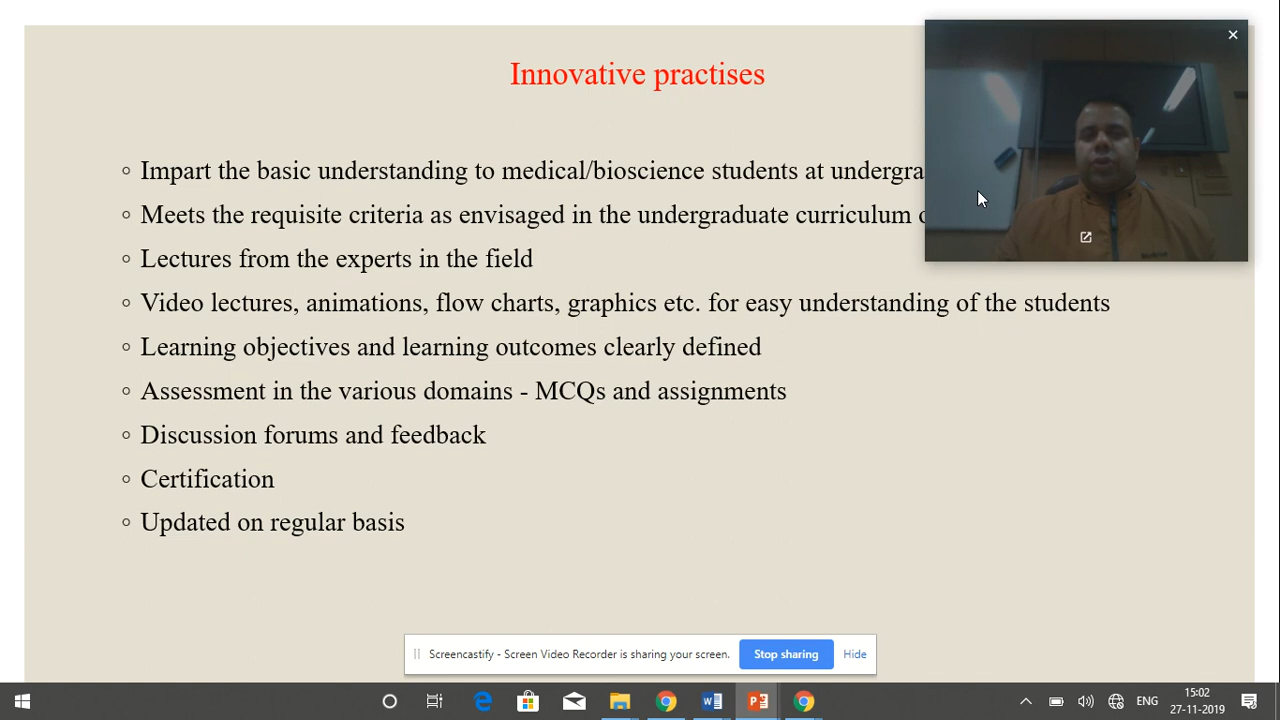 Innovative practises
Impart the basic understanding to medical/bioscience students at
Meets the requisite criteria as envisaged in the undergraduate curriculum
Lectures from the experts in the field
Video lectures, animations, flow charts, graphics etc. for easy understanding of the students
Learning objectives and learning outcomes clearly defined
Assessment in the various domains - MCQs and assignments
Discussion forums and feedback
Certification
Updated on regular basis
Screencastify - Screen Video Recorder is sharing your screen.
Stop sharing
Hide
ENG
15:02
27-11-2019